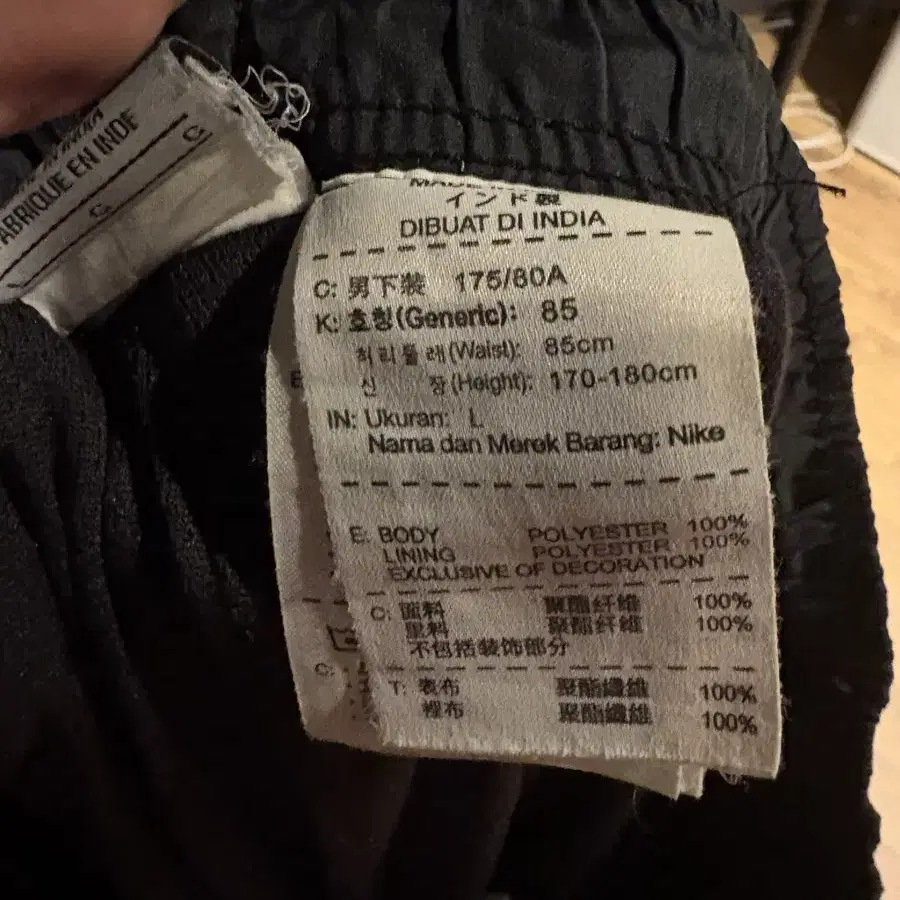 FABRIQUE EN INDE
インド製
DIBUAT DI INDIA
C: 男下装 175/80A
K: 호칭(Generic): 85
허리둘레(Waist): 85cm
신 장(Height): 170-180cm
IN: Ukuran: L
Nama dan Merek Barang: Nike
E: BODY POLYESTER 100%
LINING POLYESTER 100%
EXCLUSIVE OF DECORATION
C: 面料 聚酯纤维 100%
里料 聚酯纤维 100%
不包括装饰部分
T: 表布 聚酯纖維 100%
裡布 聚酯纖維 100%